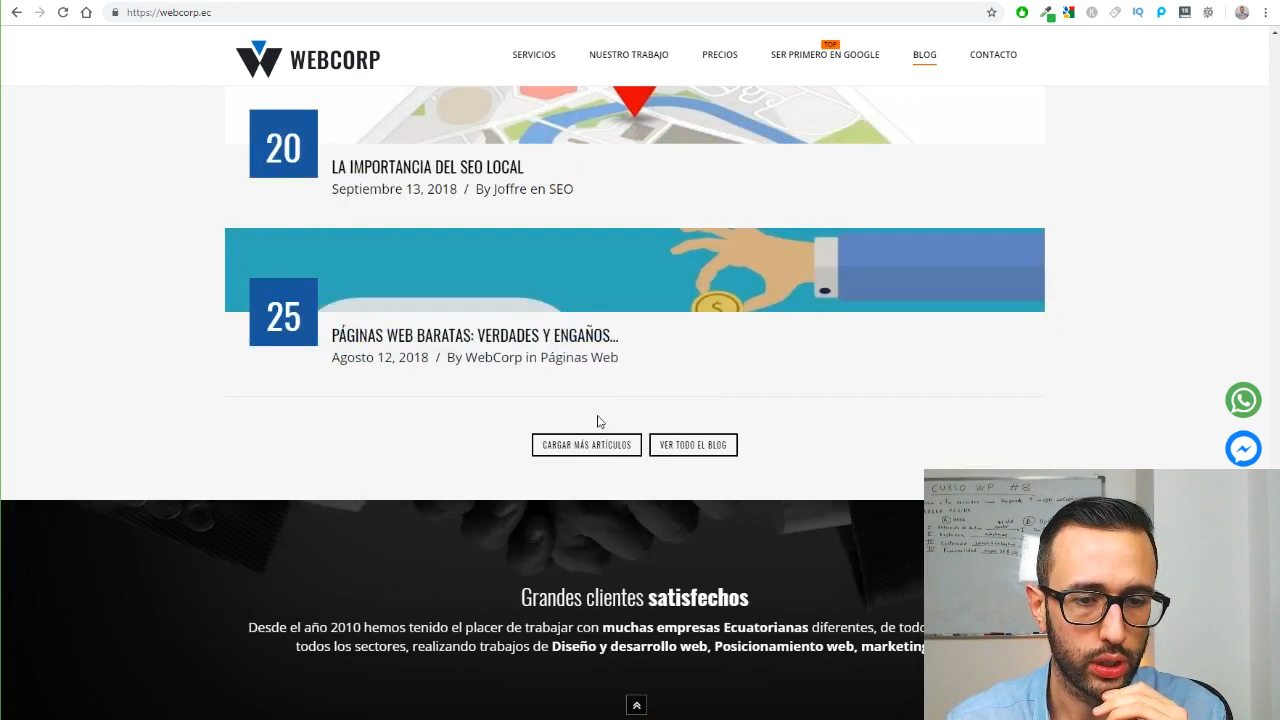 https://webcorp.ec
18
IQ
WEBCORP
SERVICIOS
NUESTRO TRABAJO
PRECIOS
TOP
SER PRIMERO EN GOOGLE
BLOG
CONTACTO
20
LA IMPORTANCIA DEL SEO LOCAL
Septiembre 13, 2018 / By Joffre en SEO
$
25
PÁGINAS WEB BARATAS: VERDADES Y ENGAÑOS...
Agosto 12, 2018 / By WebCorp in Páginas Web
CARGAR MÁS ARTÍCULOS
VER TODO EL BLOG
CURSO WP #8
Grandes clientes satisfechos
Desde el año 2010 hemos tenido el placer de trabajar con muchas empresas Ecuatorianas diferentes, de todo
todos los sectores, realizando trabajos de Diseño y desarrollo web, Posicionamiento web, marketing